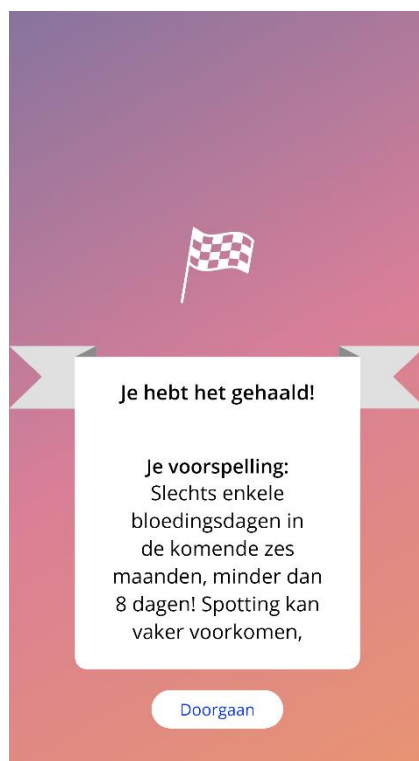 Je hebt het gehaald!
Je voorspelling:
Slechts enkele
bloedingsdagen in
de komende zes
maanden, minder dan
8 dagen! Spotting kan
vaker voorkomen,
Doorgaan